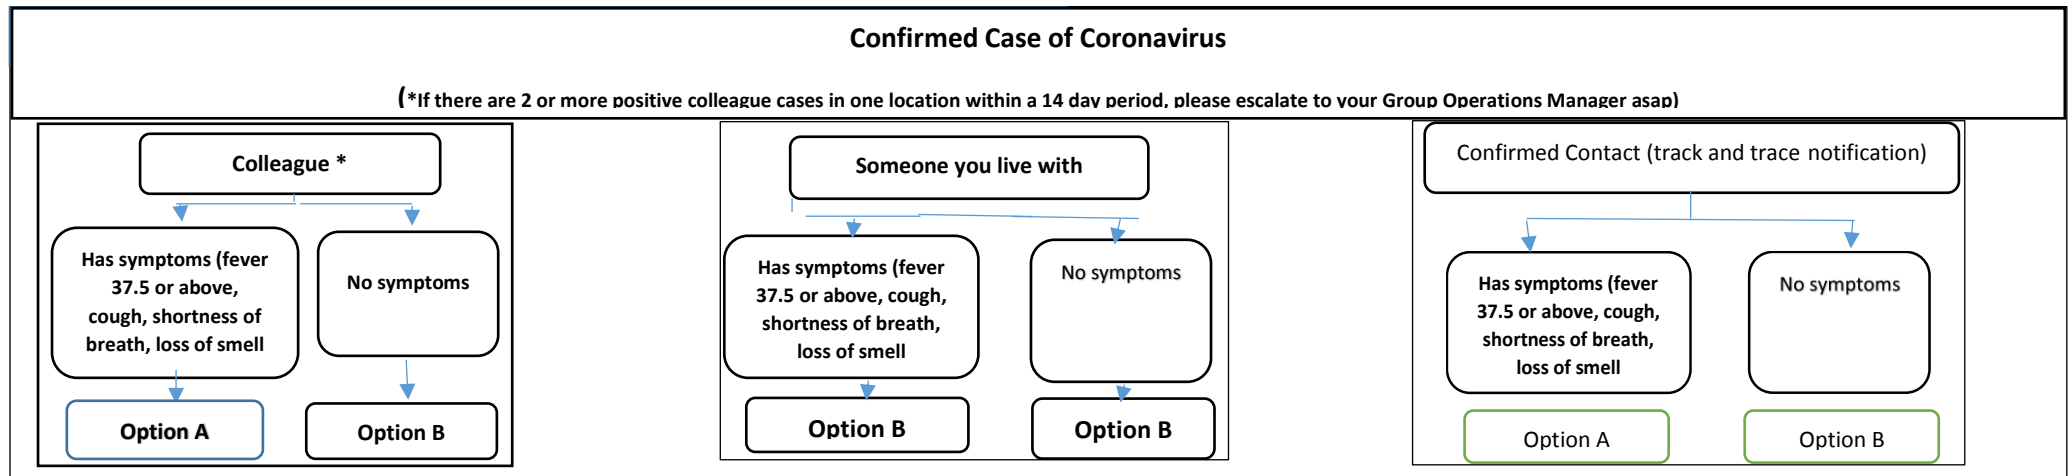 Confirmed Case of Coronavirus
(*If there are 2 or more positive colleague cases in one location within a 14 day period, please escalate to your Group Operations Manager asap)
Colleague *
Has symptoms (fever
37.5 or above,
cough, shortness of
breath, loss of smell
No symptoms
Option A
Option B
Someone you live with
Has symptoms (fever
37.5 or above, cough,
shortness of breath,
loss of smell
No symptoms
Option B
Option B
Confirmed Contact (track and trace notification)
Has symptoms (fever
37.5 or above, cough,
shortness of breath,
loss of smell
No symptoms
Option A
Option B